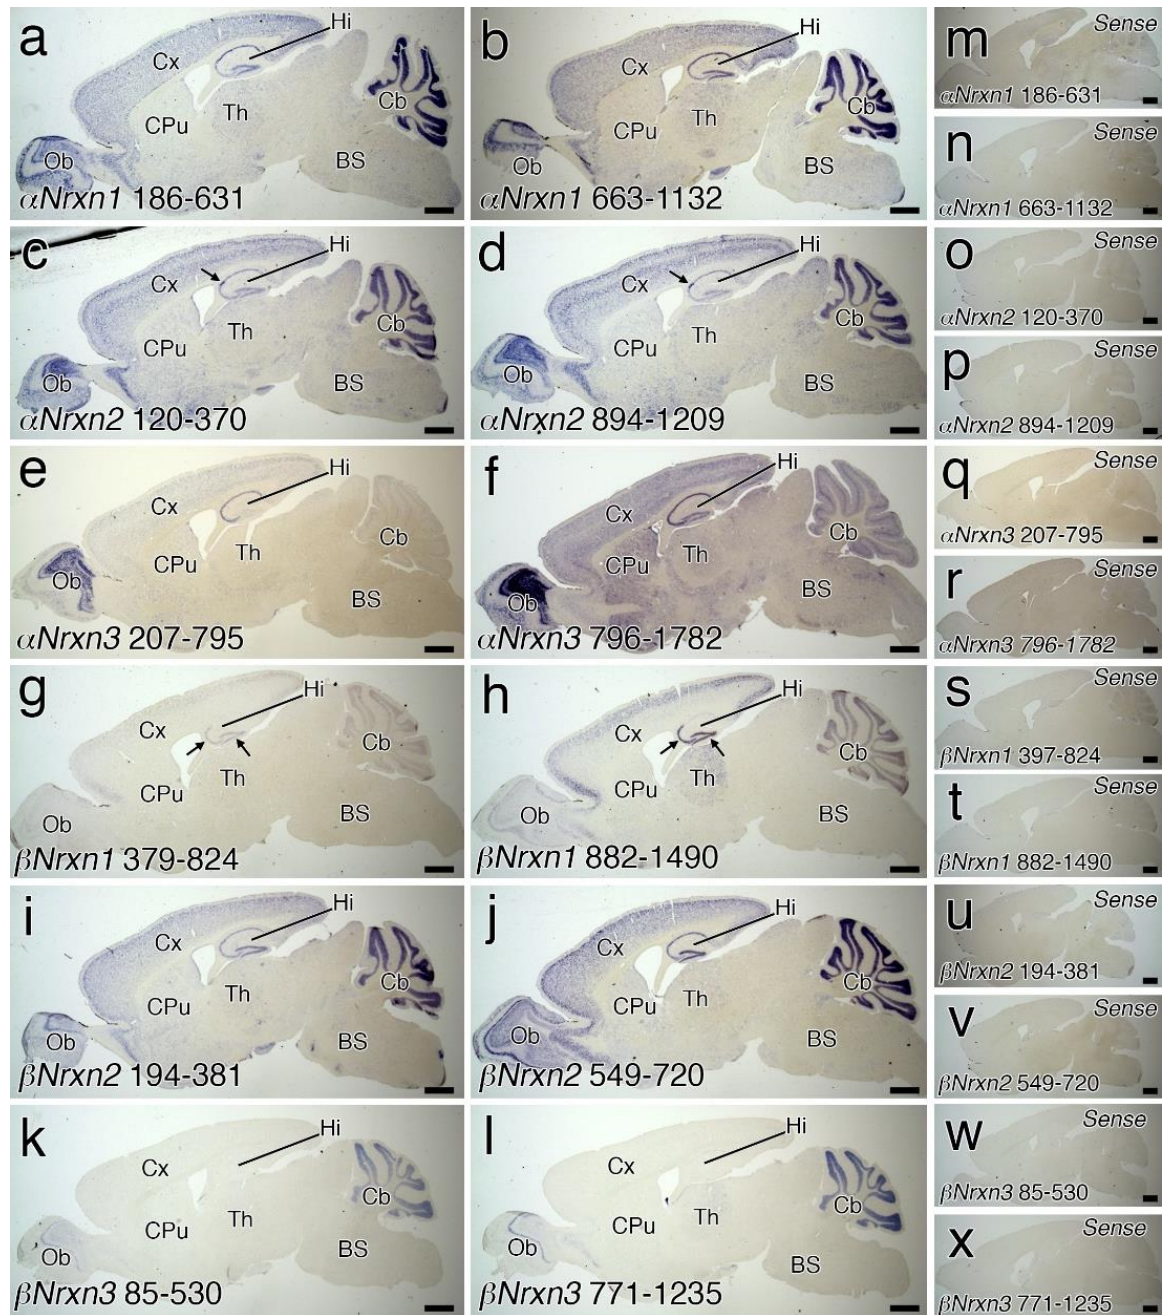 a
Hi
Cx
Cb
Th
CPu
Ob
BS
αNrxn1 186-631
b
Hi
Cx
Cb
Th
CPu
Ob
BS
αNrxn1 663-1132
c
Hi
Cx
Th
Cb
CPu
Ob
BS
αNrxn2 120-370
d
Hi
Cx
Th
Cb
CPu
Ob
BS
αNrxn2 894-1209
e
Hi
Cx
Cb
Th
CPu
Ob
BS
αNrxn3 207-795
f
Hi
Cx
Cb
Th
CPu
Ob
BS
αNrxn3 796-1782
g
Hi
Cx
Cb
Th
CPu
Ob
BS
βNrxn1 379-824
h
Hi
Cx
Cb
Th
CPu
Ob
BS
βNrxn1 882-1490
i
Hi
Cx
Cb
Th
CPu
Ob
BS
βNrxn2 194-381
j
Hi
Cx
Cb
Th
CPu
Ob
BS
βNrxn2 549-720
k
Hi
Cx
Cb
Th
CPu
Ob
BS
βNrxn3 85-530
l
Hi
Cx
Cb
Th
CPu
Ob
BS
βNrxn3 771-1235
m
Sense
αNrxn1 186-631
n
Sense
αNrxn1 663-1132
o
Sense
αNrxn2 120-370
p
Sense
αNrxn2 894-1209
q
Sense
αNrxn3 207-795
r
Sense
αNrxn3 796-1782
s
Sense
βNrxn1 397-824
t
Sense
βNrxn1 882-1490
u
Sense
βNrxn2 194-381
v
Sense
βNrxn2 549-720
w
Sense
βNrxn3 85-530
x
Sense
βNrxn3 771-1235